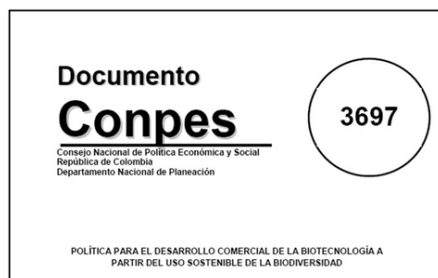 Documento
Conpes
3697
Consejo Nacional de Política Económica y Social
República de Colombia
Departamento Nacional de Planeación
POLÍTICA PARA EL DESARROLLO COMERCIAL DE LA BIOTECNOLOGÍA A
PARTIR DEL USO SOSTENIBLE DE LA BIODIVERSIDAD